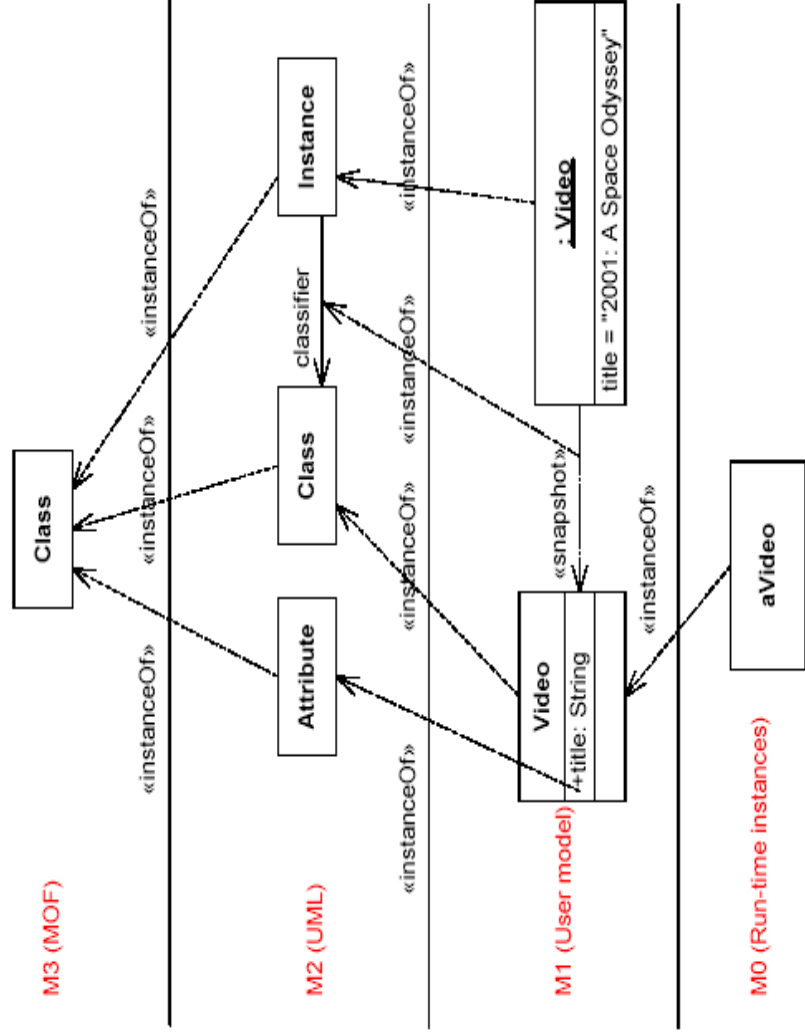 M3 (MOF)
Class
«instanceOf»
«instanceOf»
«instanceOf»
M2 (UML)
Attribute
Class
classifier
Instance
«instanceOf»
«instanceOf»
«instanceOf»
«instanceOf»
M1 (User model)
Video
+title: String
«snapshot»
: Video
title = "2001: A Space Odyssey"
«instanceOf»
M0 (Run-time instances)
aVideo